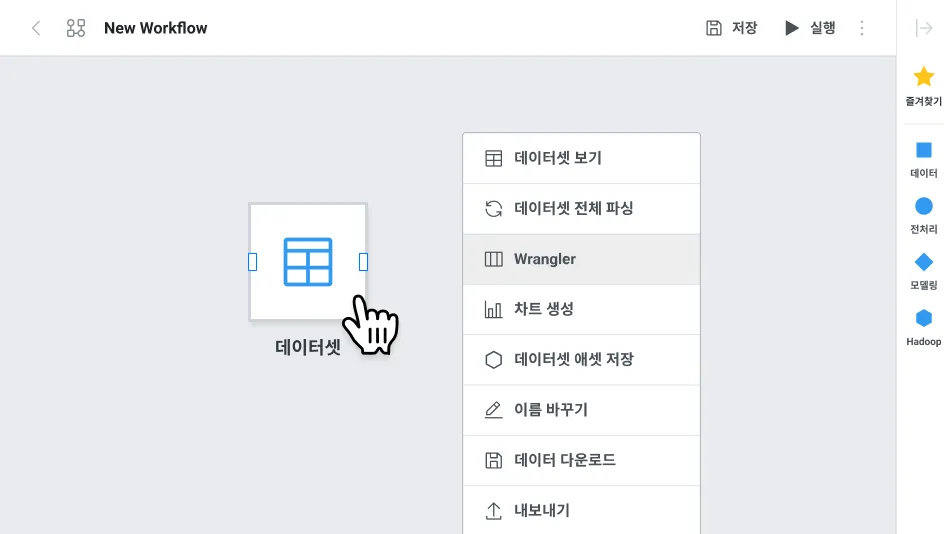 New Workflow
저장
실행
즐겨찾기
데이터
전처리
모델링
Hadoop
데이터셋
데이터셋 보기
데이터셋 전체 파싱
Wrangler
차트 생성
데이터셋 애셋 저장
이름 바꾸기
데이터 다운로드
내보내기